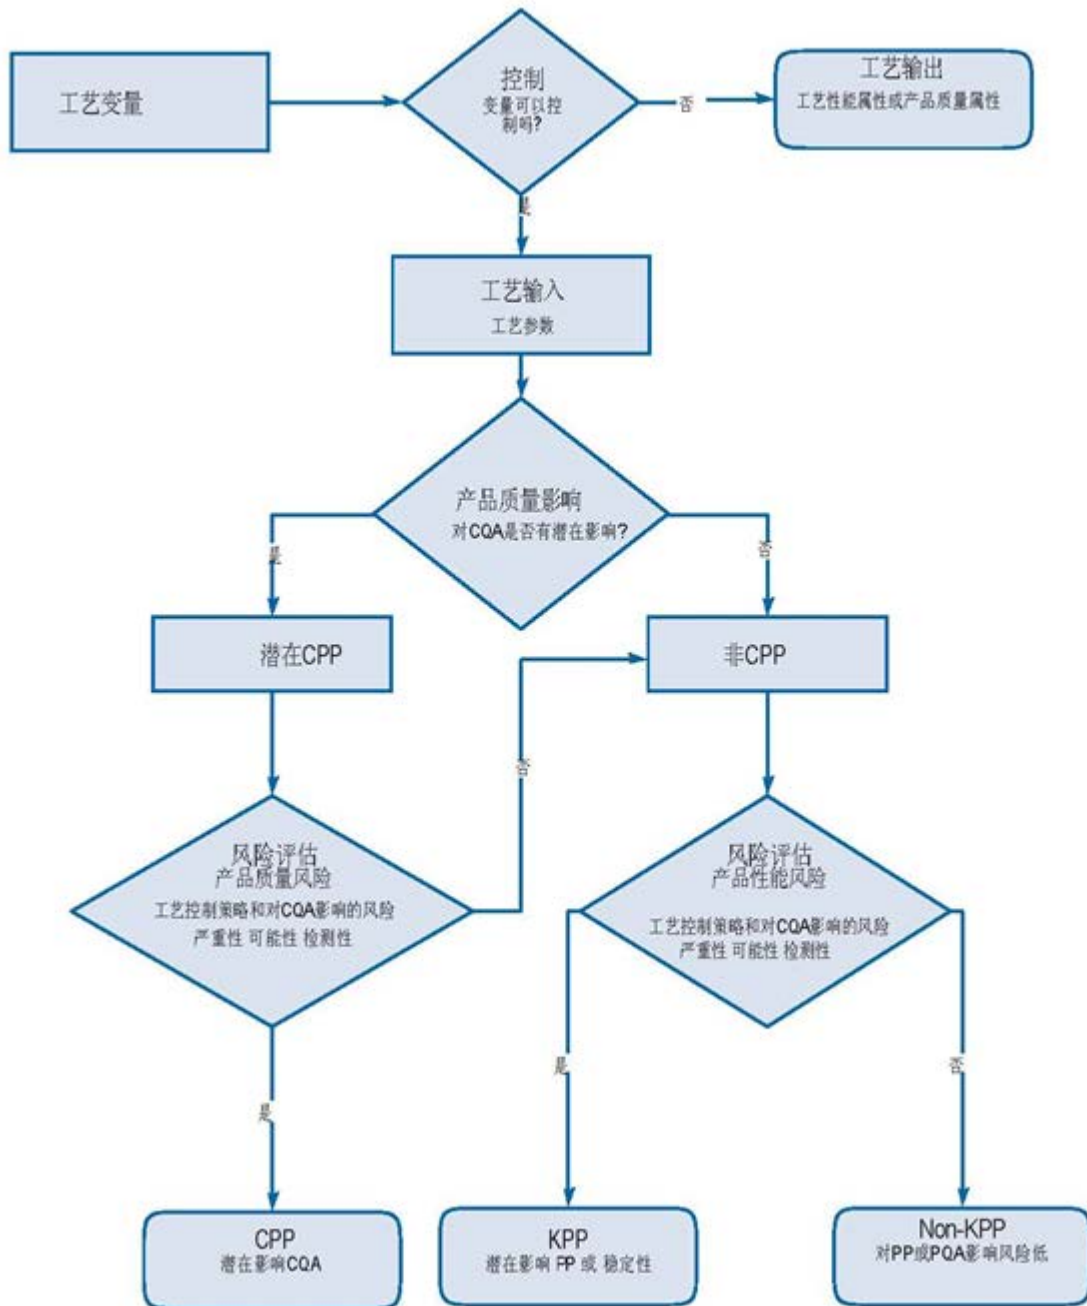 工艺变量
控制
变量可以控
制吗?
否
工艺输出
工艺性能属性或产品质量属性
是
工艺输入
工艺参数
产品质量影响
对CQA是否有潜在影响?
是
否
潜在CPP
非CPP
否
风险评估
产品质量风险
工艺控制策略和对CQA影响的风险
严重性 可能性 检测性
风险评估
产品性能风险
工艺控制策略和对CQA影响的风险
严重性 可能性 检测性
是
是
否
CPP
潜在影响CQA
KPP
潜在影响 PP 或 稳定性
Non-KPP
对PP或PQA影响风险低